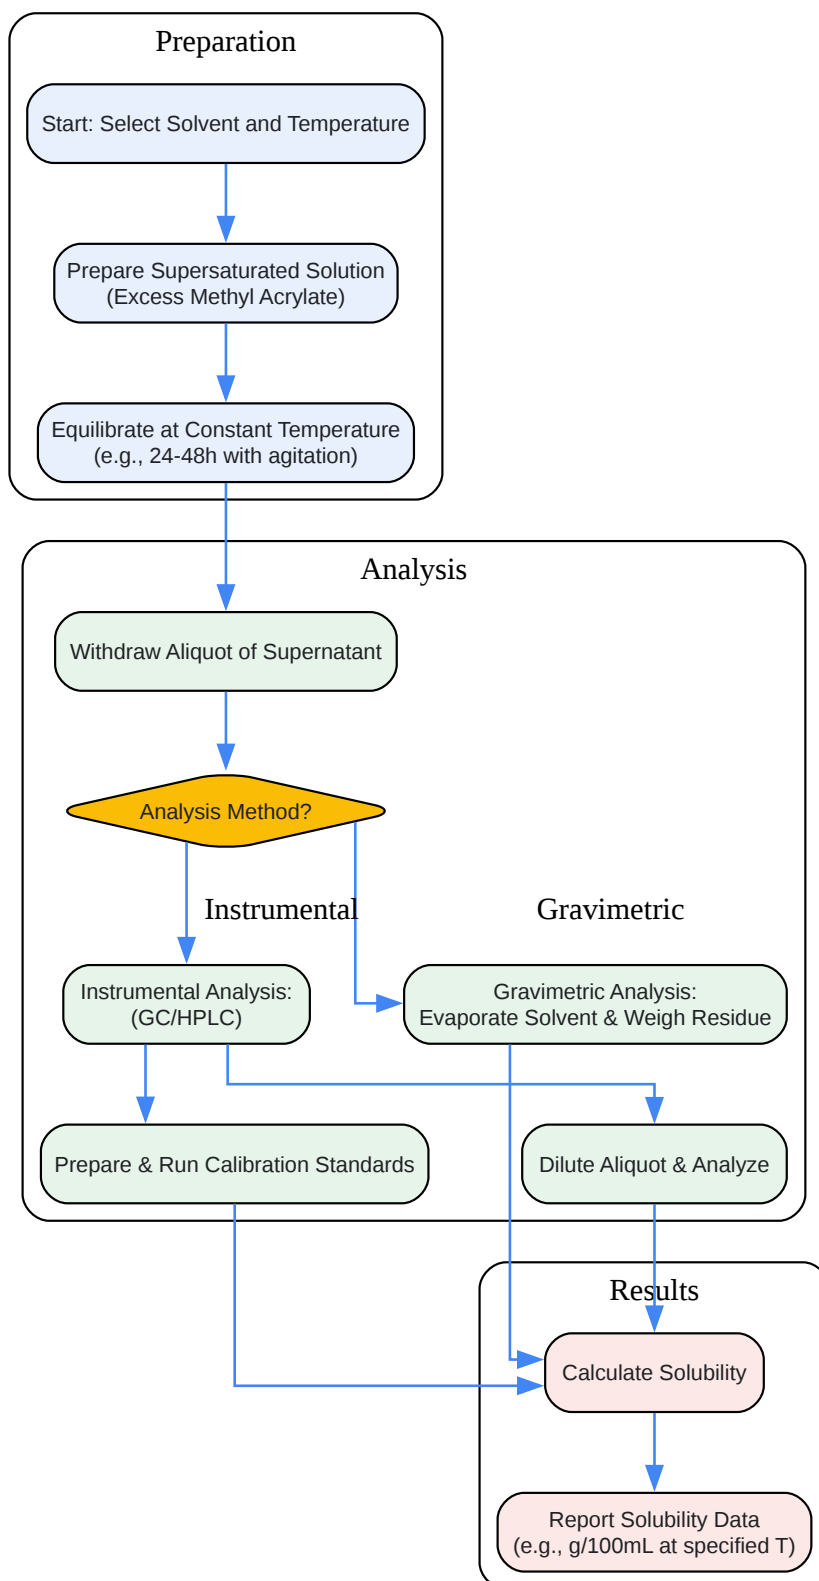 Preparation
Start: Select Solvent and Temperature
Prepare Supersaturated Solution
(Excess Methyl Acrylate)
Equilibrate at Constant Temperature
(e.g., 24-48h with agitation)
Analysis
Withdraw Aliquot of Supernatant
Analysis Method?
Instrumental
Gravimetric
Instrumental Analysis:
(GC/HPLC)
Gravimetric Analysis:
Evaporate Solvent & Weigh Residue
Prepare & Run Calibration Standards
Dilute Aliquot & Analyze
Results
Calculate Solubility
Report Solubility Data
(e.g., g/100mL at specified T)